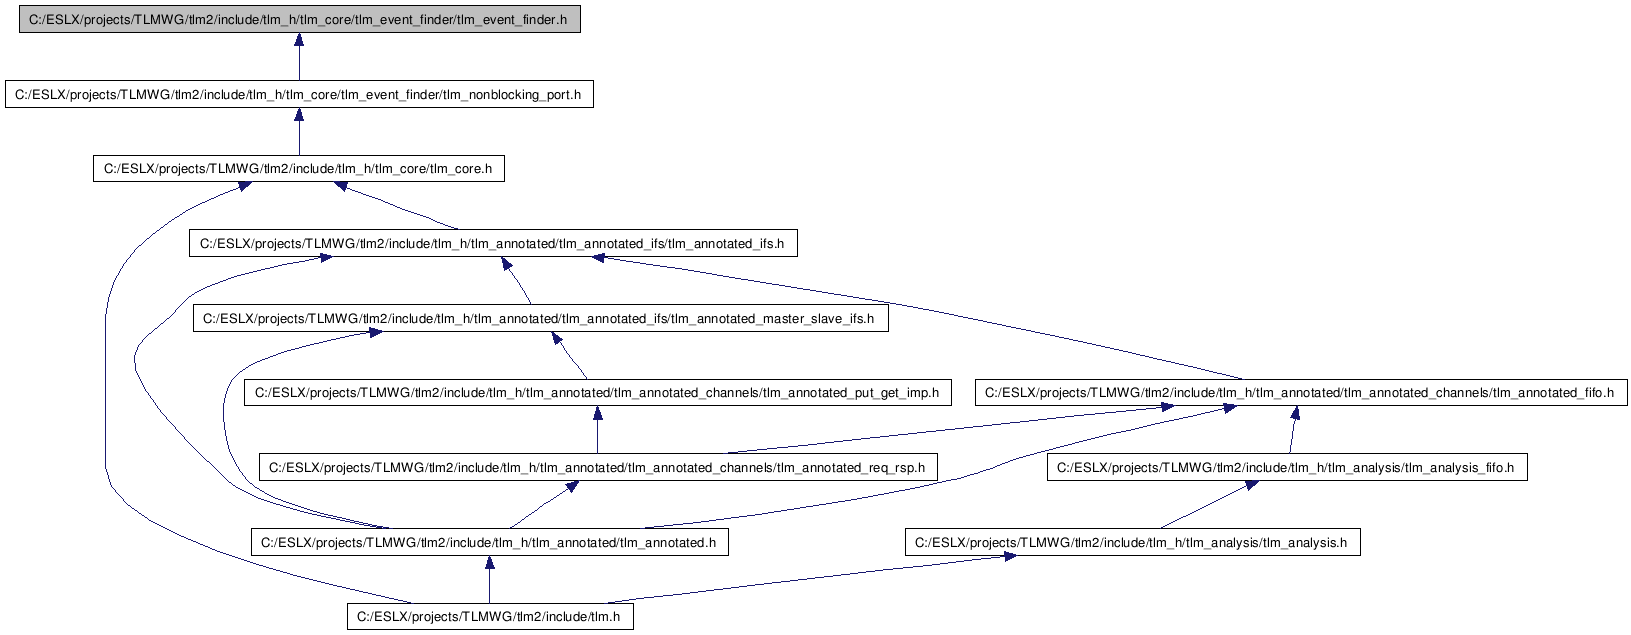 C:/ESLX/projects/TLMWG/tlm2/include/tlm_h/tlm_core/tlm_event_finder/tlm_event_finder.h
C:/ESLX/projects/TLMWG/tlm2/include/tlm_h/tlm_core/tlm_event_finder/tlm_nonblocking_port.h
C:/ESLX/projects/TLMWG/tlm2/include/tlm_h/tlm_core/tlm_core.h
C:/ESLX/projects/TLMWG/tlm2/include/tlm_h/tlm_annotated/tlm_annotated_ifs/tlm_annotated_ifs.h
C:/ESLX/projects/TLMWG/tlm2/include/tlm_h/tlm_annotated/tlm_annotated_ifs/tlm_annotated_master_slave_ifs.h
C:/ESLX/projects/TLMWG/tlm2/include/tlm_h/tlm_annotated/tlm_annotated_channels/tlm_annotated_put_get_imp.h
C:/ESLX/projects/TLMWG/tlm2/include/tlm_h/tlm_annotated/tlm_annotated_channels/tlm_annotated_fifo.h
C:/ESLX/projects/TLMWG/tlm2/include/tlm_h/tlm_annotated/tlm_annotated_channels/tlm_annotated_req_rsp.h
C:/ESLX/projects/TLMWG/tlm2/include/tlm_h/tlm_analysis/tlm_analysis_fifo.h
C:/ESLX/projects/TLMWG/tlm2/include/tlm_h/tlm_annotated/tlm_annotated.h
C:/ESLX/projects/TLMWG/tlm2/include/tlm_h/tlm_analysis/tlm_analysis.h
C:/ESLX/projects/TLMWG/tlm2/include/tlm.h